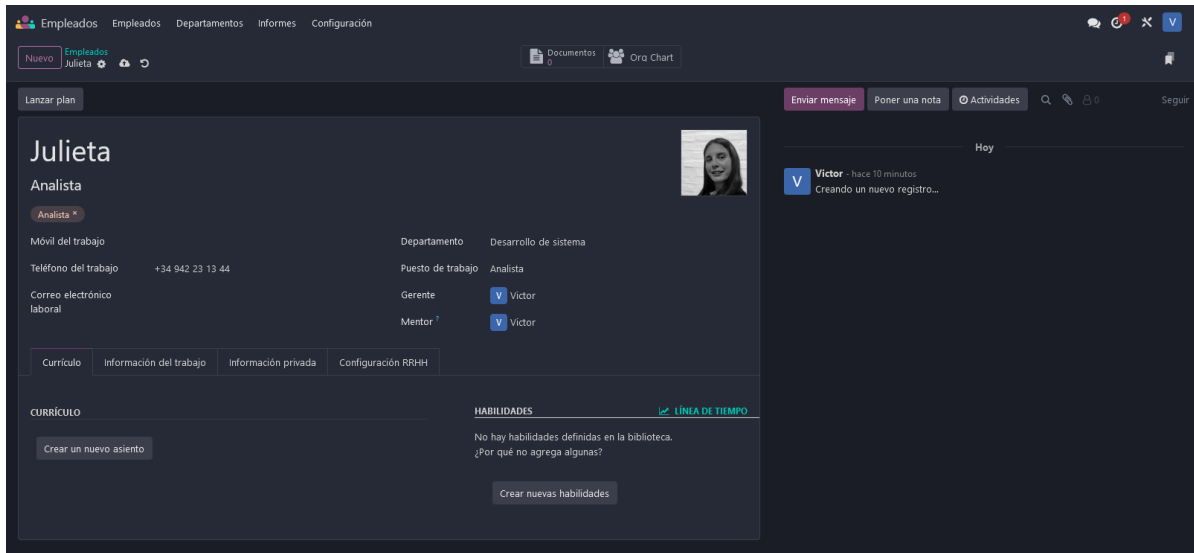 Empleados Empleados Departamentos Informes Configuración
1
V
Nuevo
Empleados
Julieta
Documentos
0
Org Chart
Lanzar plan
Enviar mensaje Poner una nota Actividades 0 Seguir
Julieta
Analista
Analista ×
Móvil del trabajo
Teléfono del trabajo +34 942 23 13 44
Correo electrónico
laboral
Departamento Desarrollo de sistema
Puesto de trabajo Analista
Gerente V Victor
Mentor ? V Victor
Currículo Información del trabajo Información privada Configuración RRHH
CURRÍCULO
Crear un nuevo asiento
HABILIDADES LÍNEA DE TIEMPO
No hay habilidades definidas en la biblioteca.
¿Por qué no agrega algunas?
Crear nuevas habilidades
Hoy
V
Victor - hace 10 minutos
Creando un nuevo registro...